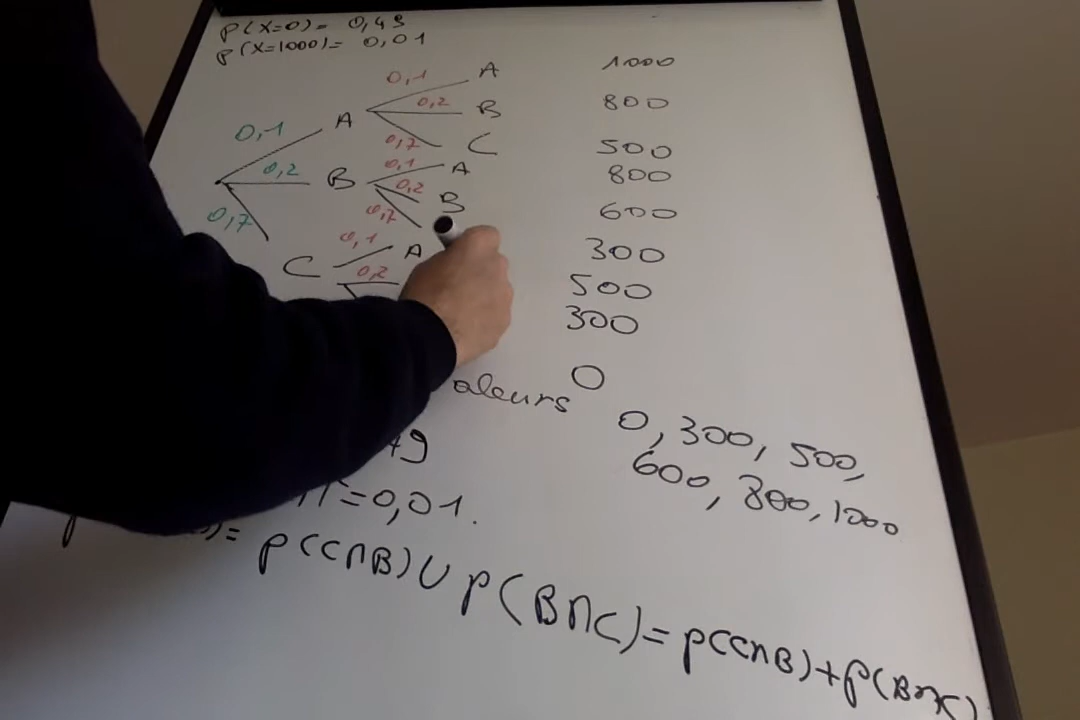 P(X=0)= 0,49
P(X=1000)= 0,01
0,1 A 1000
0,1 A 0,2 B 800
0,7 C 500
0,2 B 0,1 A 800
0,2 B 600
0,7 0,7 300
C 0,1 A 500
0,2 300
aleurs 0
0, 300, 500,
600, 800, 1000
49
=0,01.
)= P(C∩B) ∪ P(B∩C)= P(C∩B)+P(B∩C)